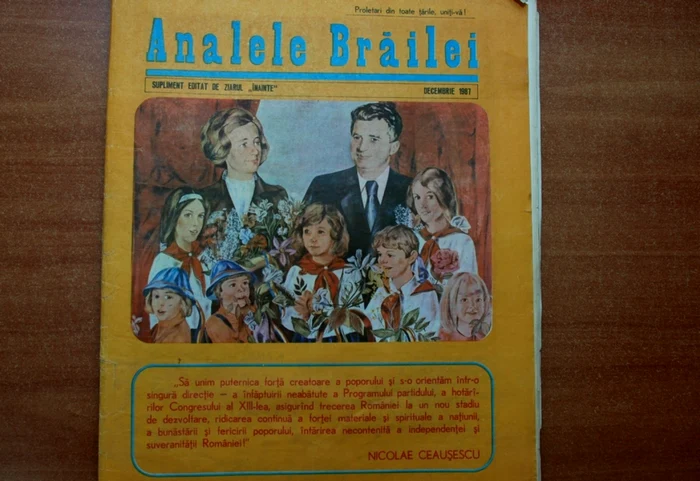 Proletari din toate țările, uniți-vă!
Analele Brăilei
SUPLIMENT EDITAT DE ZIARUL „ÎNAINTE" DECEMBRIE 1987
„Să unim puternica forță creatoare a poporului și s-o orientăm într-o
singură direcție — a înfăptuirii neabătute a Programului partidului, a hotărî-
rilor Congresului al XIII-lea, asigurînd trecerea României la un nou stadiu
de dezvoltare, ridicarea continuă a forței materiale și spirituale a națiunii,
a bunăstării și fericirii poporului, întărirea necontenită a independenței și
suveranității României!"
NICOLAE CEAUȘESCU